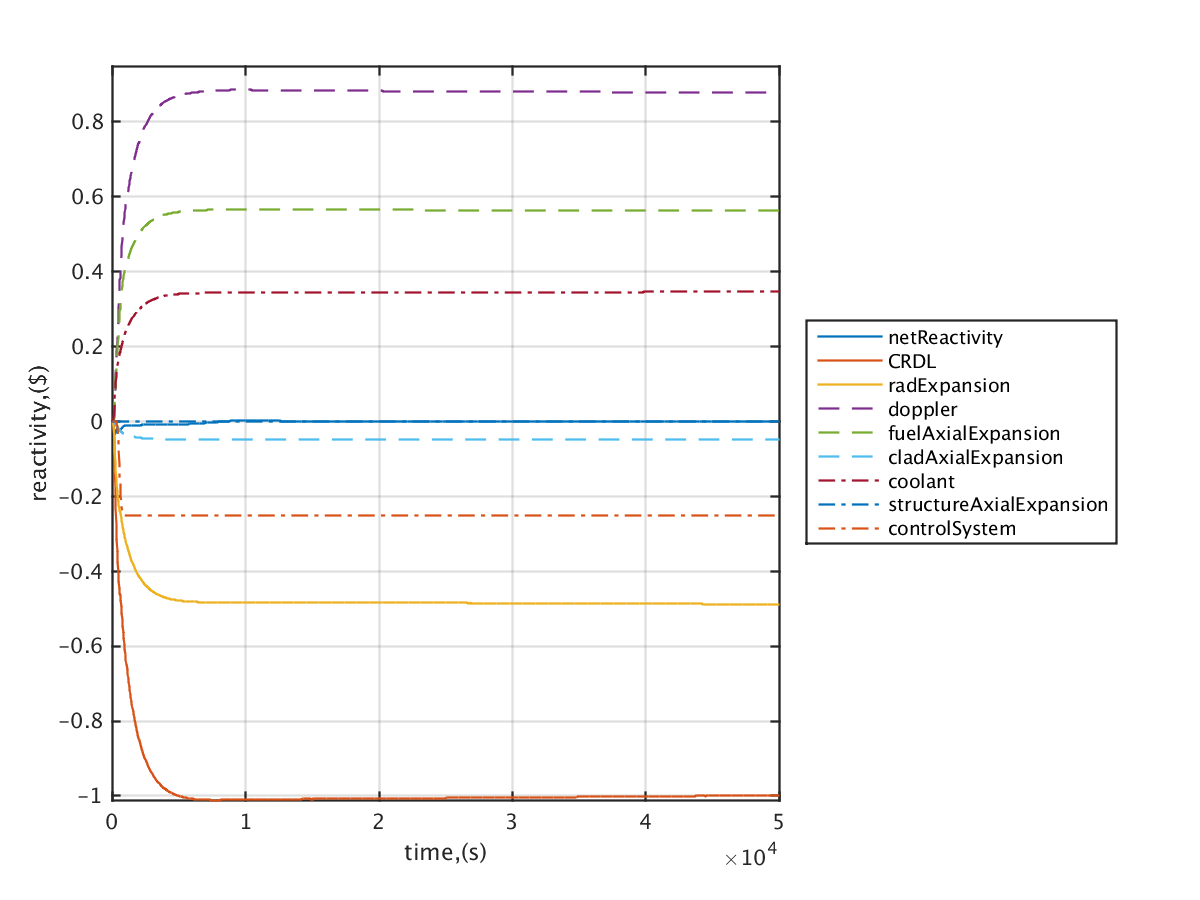 0.8
0.6
0.4
0.2
0
-0.2
-0.4
-0.6
-0.8
-1
reactivity,($)
0 1 2 3 4 5
time,(s)
×10⁴
netReactivity
CRDL
radExpansion
doppler
fuelAxialExpansion
cladAxialExpansion
coolant
structureAxialExpansion
controlSystem